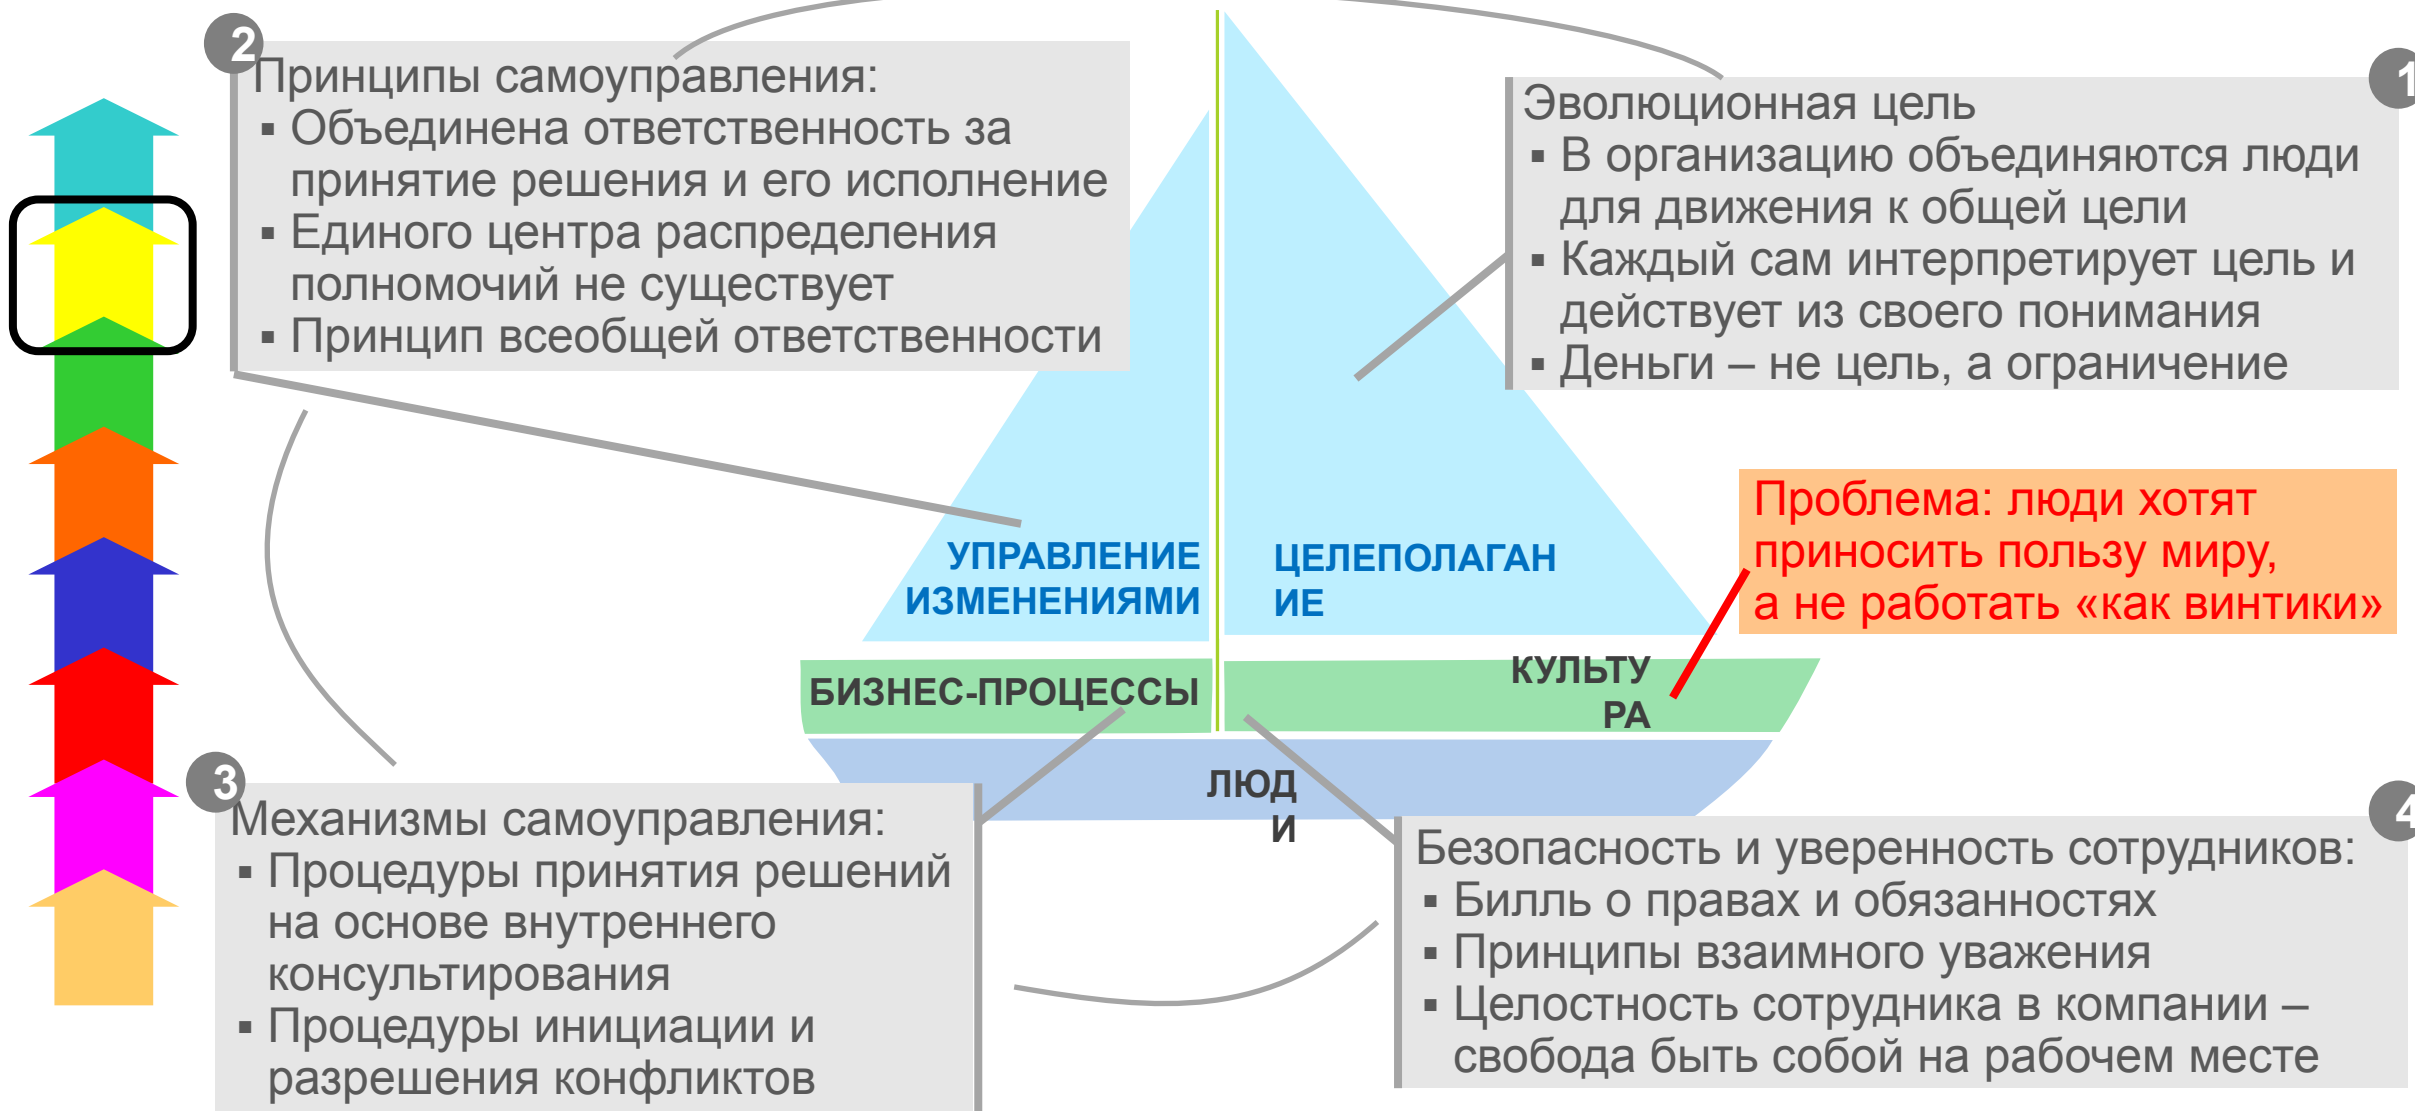 2
Принципы самоуправления:
▪ Объединена ответственность за
принятие решения и его исполнение
▪ Единого центра распределения
полномочий не существует
▪ Принцип всеобщей ответственности
1
Эволюционная цель
▪ В организацию объединяются люди
для движения к общей цели
▪ Каждый сам интерпретирует цель и
действует из своего понимания
▪ Деньги – не цель, а ограничение
Проблема: люди хотят
приносить пользу миру,
а не работать «как винтики»
УПРАВЛЕНИЕ
ИЗМЕНЕНИЯМИ
ЦЕЛЕПОЛАГАН
ИЕ
БИЗНЕС-ПРОЦЕССЫ
КУЛЬТУ
РА
ЛЮД
И
3
Механизмы самоуправления:
▪ Процедуры принятия решений
на основе внутреннего
консультирования
▪ Процедуры инициации и
разрешения конфликтов
4
Безопасность и уверенность сотрудников:
▪ Билль о правах и обязанностях
▪ Принципы взаимного уважения
▪ Целостность сотрудника в компании –
свобода быть собой на рабочем месте